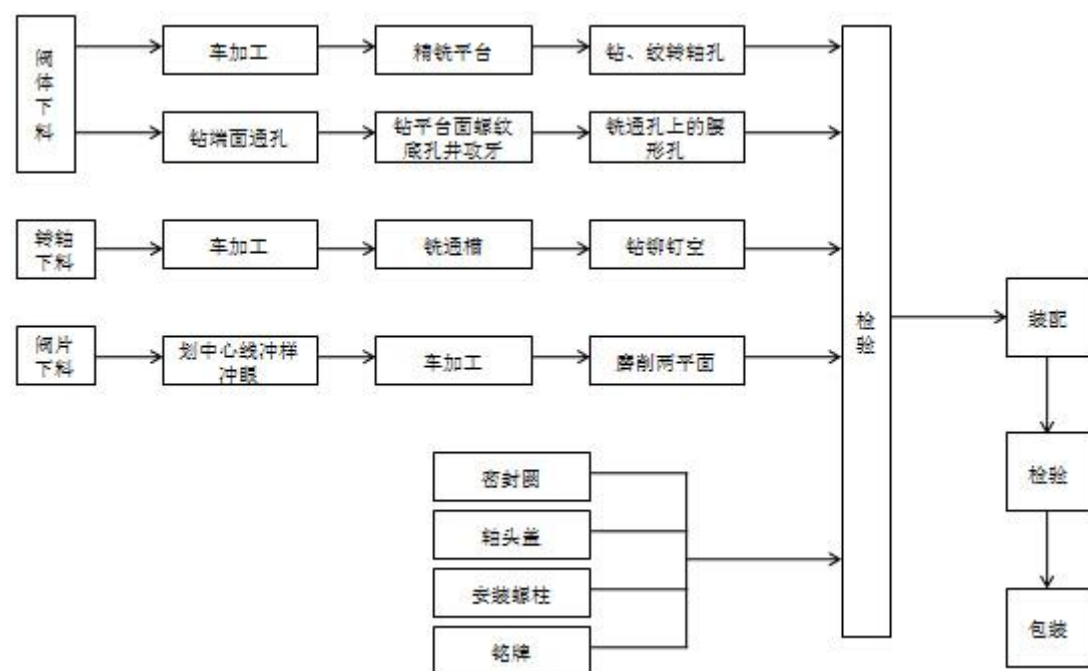 阀体下料
车加工
精铣平台
钻、绞转轴孔
钻端面通孔
钻平台面螺纹
底孔并攻牙
铣通孔上的腰
形孔
转轴
下料
车加工
铣通槽
钻铆钉空
阀片
下料
划中心线冲样
冲眼
车加工
磨削两平面
密封圈
轴头盖
安装螺柱
铭牌
检验
装配
检验
包装